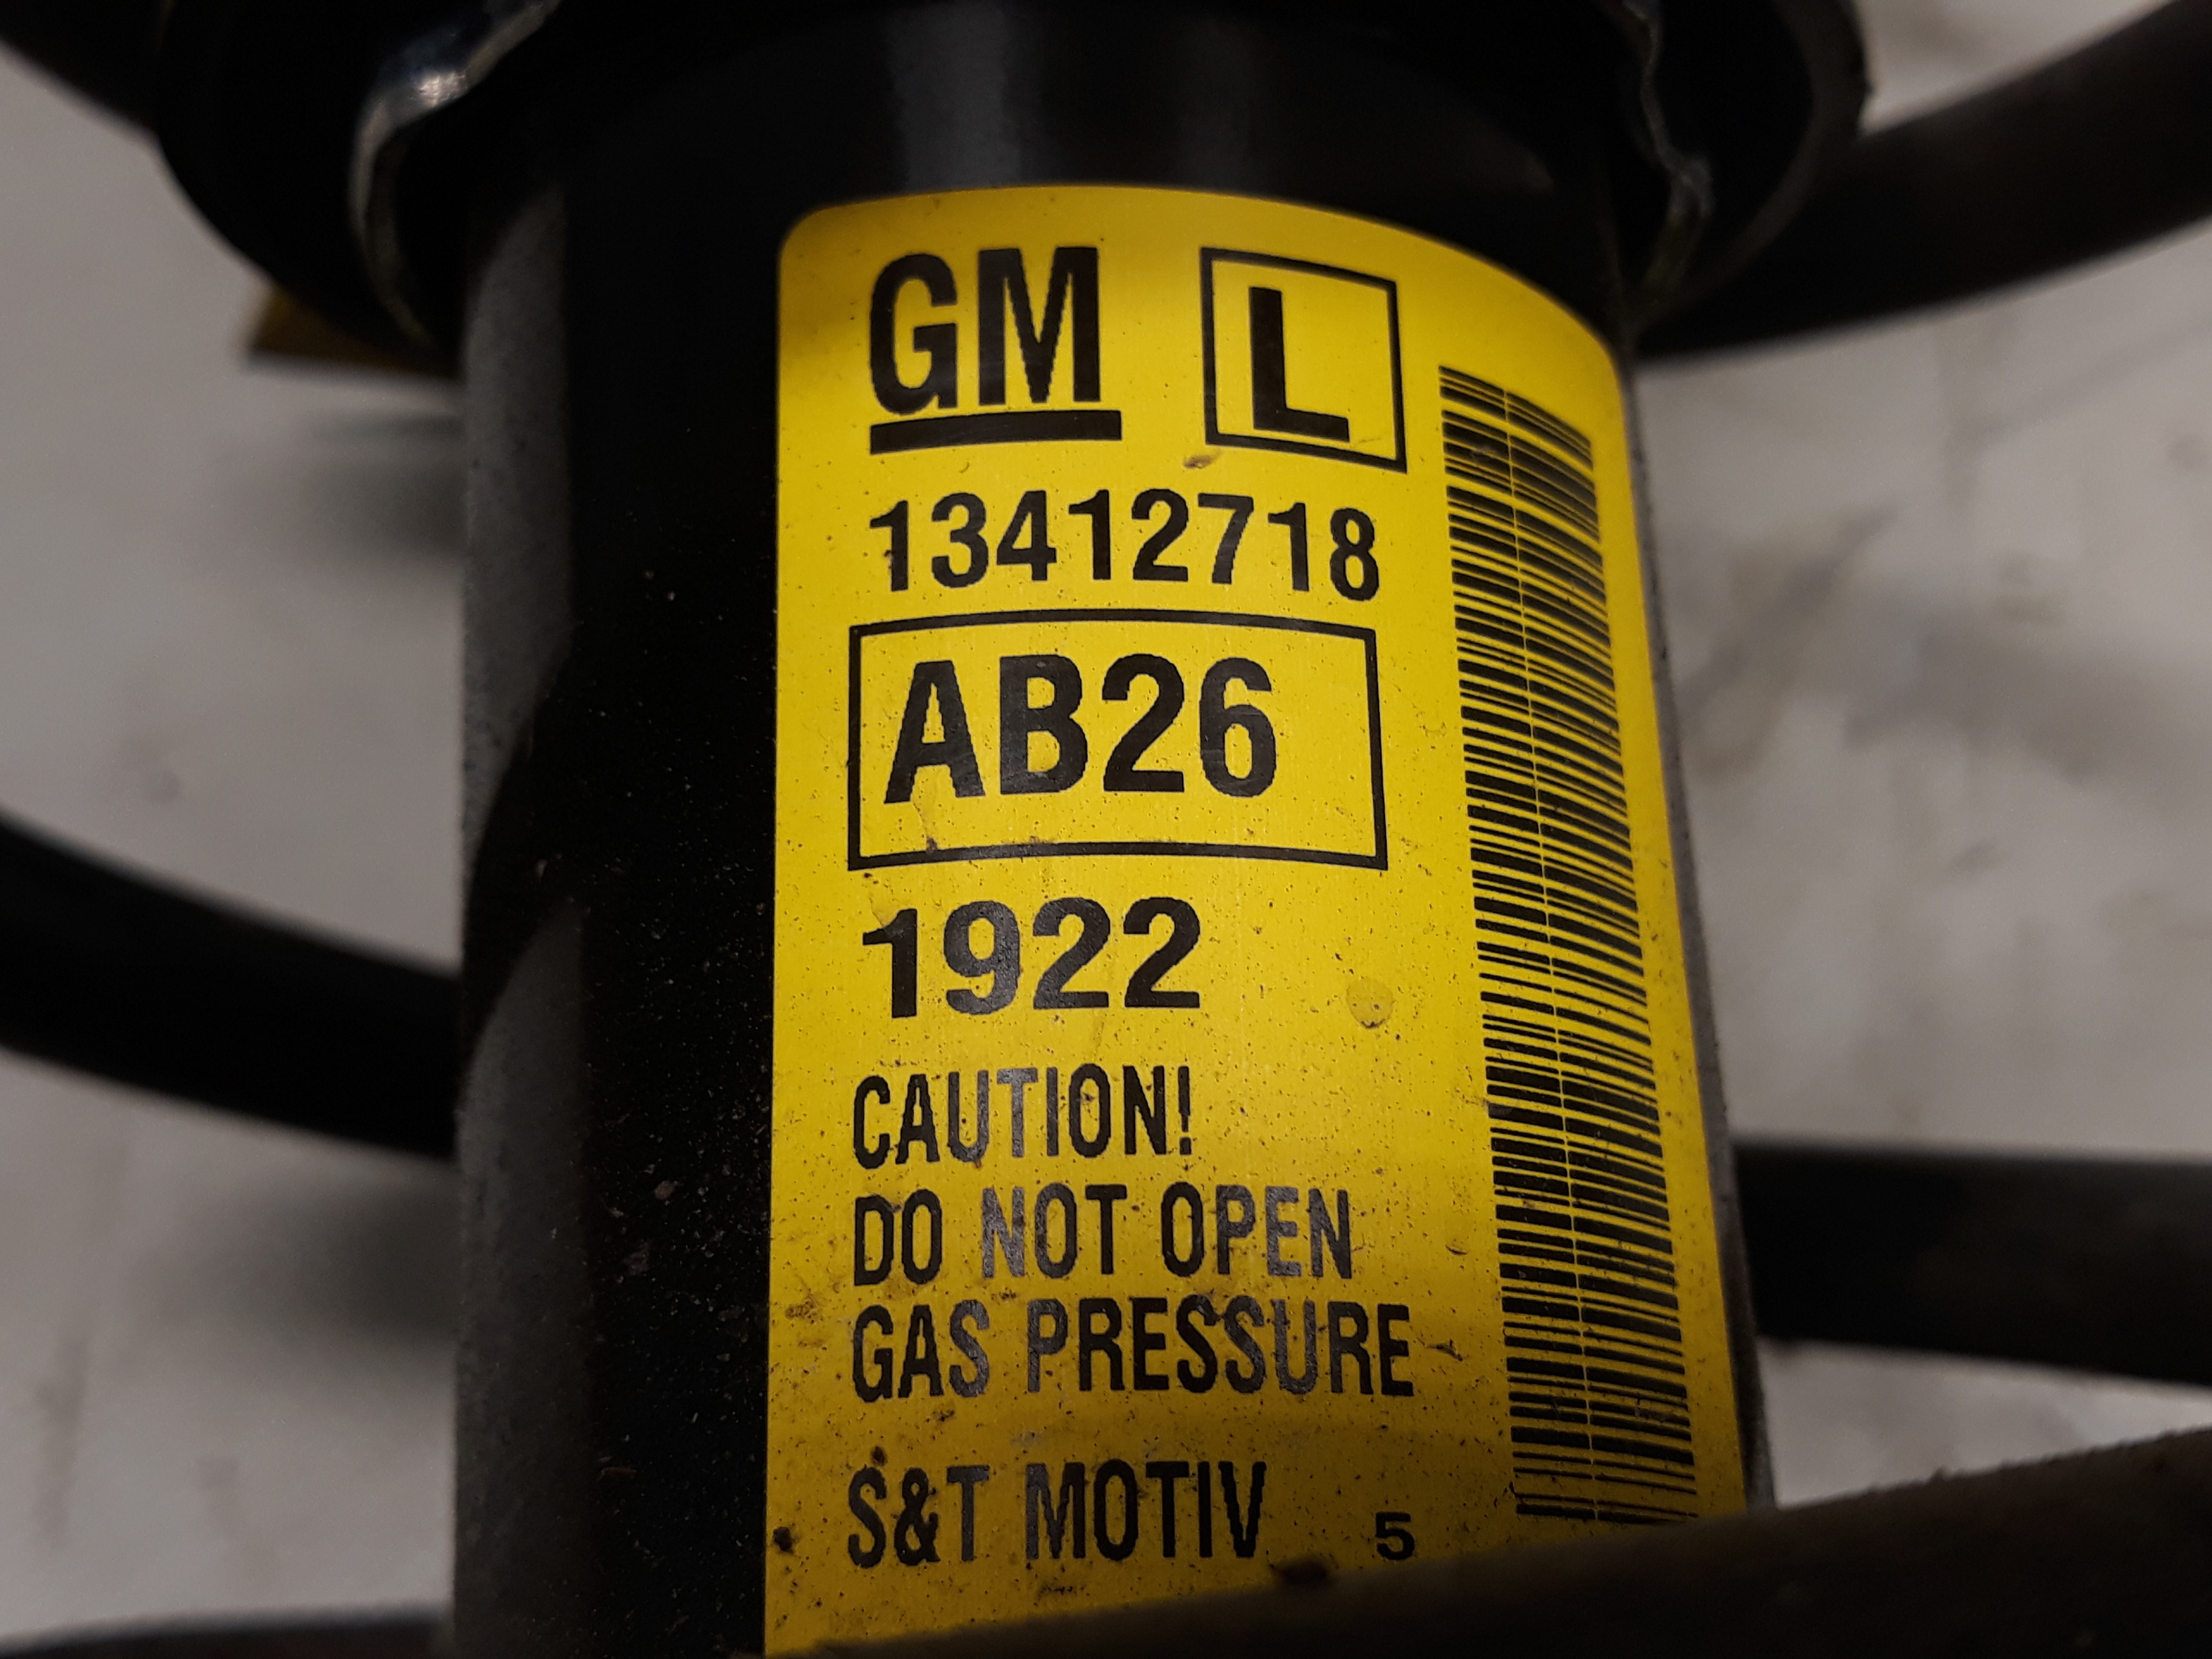 GM L
13412718
AB26
1922
CAUTION!
DO NOT OPEN
GAS PRESSURE
S&T MOTIV 5